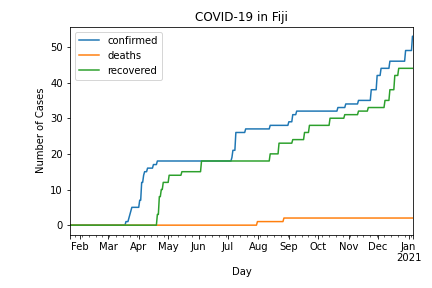 COVID-19 in Fiji
confirmed
deaths
recovered
Number of Cases
50
40
30
20
10
0
Feb Mar Apr May Jun Jul Aug Sep Oct Nov Dec Jan
2021
Day